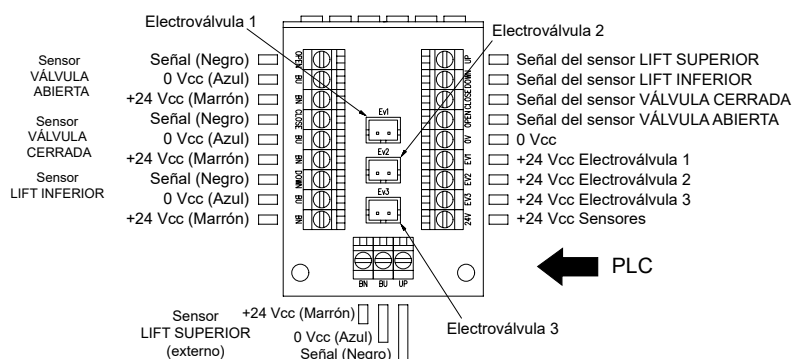 Electroválvula 1
Electroválvula 2
Sensor
VÁLVULA
ABIERTA
Señal (Negro)
0 Vcc (Azul)
+24 Vcc (Marrón)
Sensor
VÁLVULA
CERRADA
Señal (Negro)
0 Vcc (Azul)
+24 Vcc (Marrón)
Sensor
LIFT INFERIOR
Señal (Negro)
0 Vcc (Azul)
+24 Vcc (Marrón)
OPEN
BU
BN
CLOSE
BU
BN
DOWN
BU
BN
Ev1
Ev2
Ev3
UP
DOWN
CLOSE
OPEN
0V
EV1
EV2
EV3
24V
Señal del sensor LIFT SUPERIOR
Señal del sensor LIFT INFERIOR
Señal del sensor VÁLVULA CERRADA
Señal del sensor VÁLVULA ABIERTA
0 Vcc
+24 Vcc Electroválvula 1
+24 Vcc Electroválvula 2
+24 Vcc Electroválvula 3
+24 Vcc Sensores
PLC
BN BU UP
Sensor
LIFT SUPERIOR
(externo)
+24 Vcc (Marrón)
0 Vcc (Azul)
Señal (Negro)
Electroválvula 3